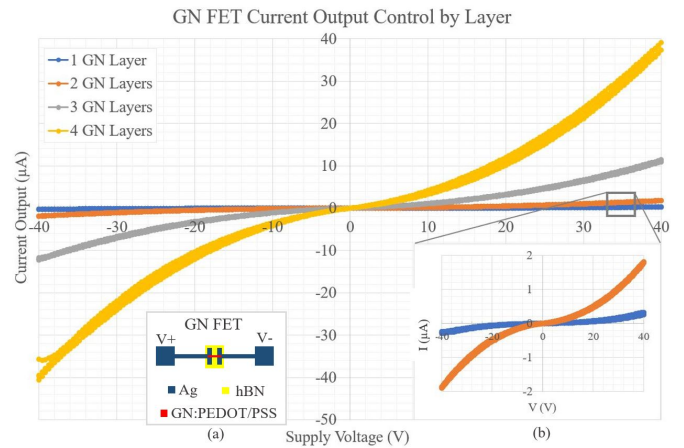 GN FET Current Output Control by Layer
40
1 GN Layer
2 GN Layers
3 GN Layers
4 GN Layers
30
20
10
0
-40 -30 -20 -10 0 10 20 30 40
-10
-20
-30
-40
-50
Current Output (µA)
Supply Voltage (V)
GN FET
V+ V-
Ag hBN
GN:PEDOT/PSS
(a)
2
1
0
-40 -20 0 20 40
-1
-2
I (µA)
V (V)
(b)